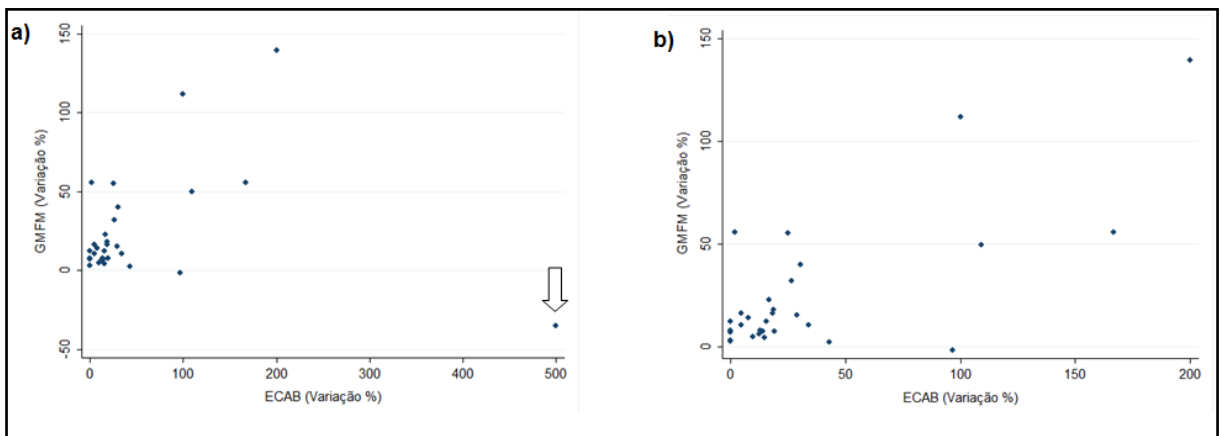 a)
150
100
50
0
-50
GMFM (Variação %)
0 100 200 300 400 500
ECAB (Variação %)
b)
150
100
50
0
GMFM (Variação %)
0 50 100 150 200
ECAB (Variação %)